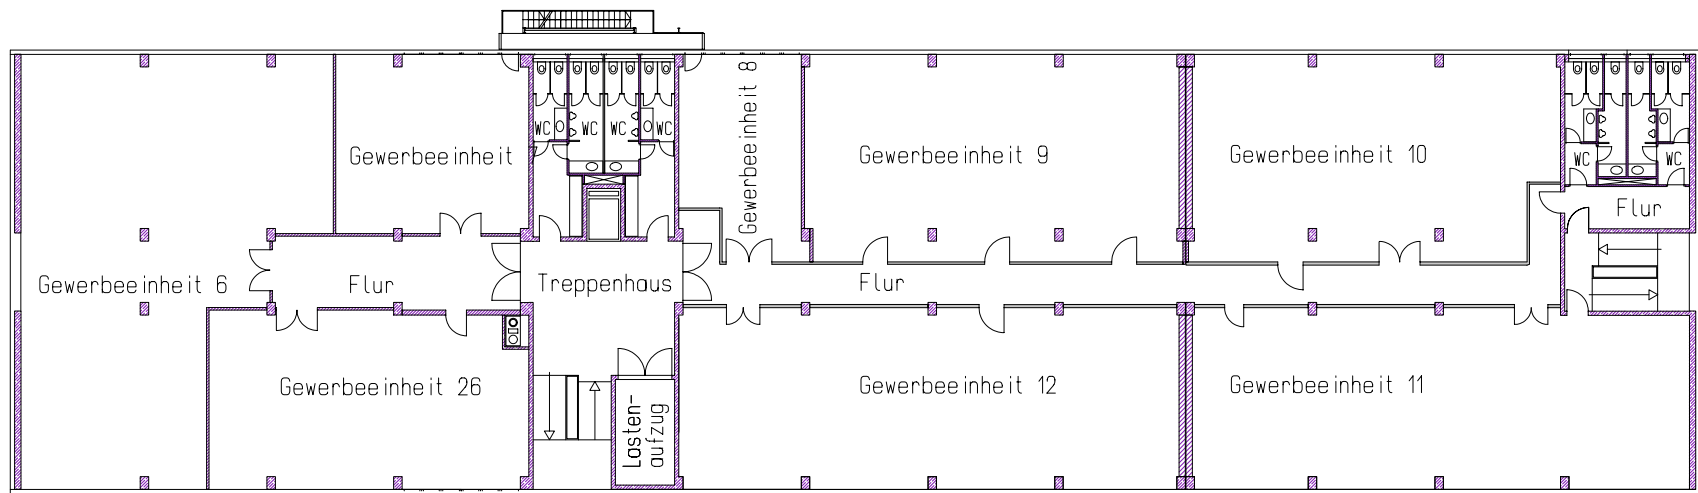 Gewerbeeinheit
WC
WC
WC
WC
Gewerbeeinheit 8
Gewerbeeinheit 9
Gewerbeeinheit 10
WC
WC
Flur
Gewerbeeinheit 6
Flur
Treppenhaus
Flur
Gewerbeeinheit 26
Lasten-
aufzug
Gewerbeeinheit 12
Gewerbeeinheit 11